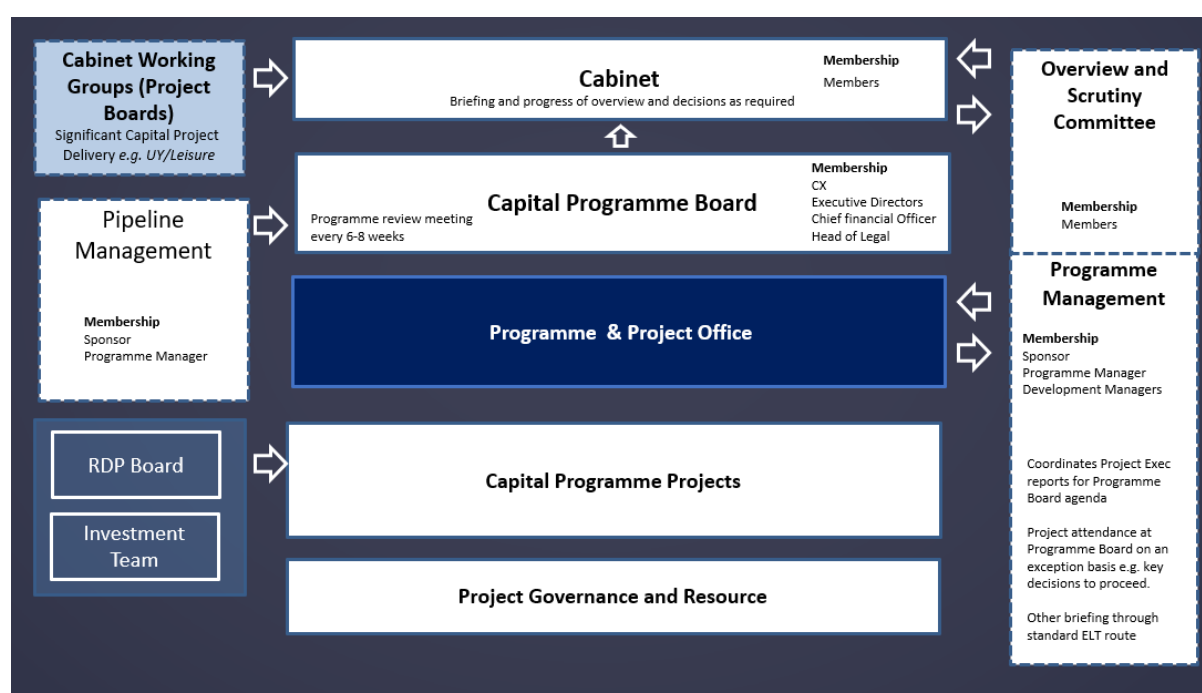 Cabinet Working
Groups (Project
Boards)
Significant Capital Project
Delivery e.g. UY/Leisure
Cabinet
Briefing and progress of overview and decisions as required
Membership
Members
Overview and
Scrutiny
Committee
Membership
Members
Pipeline
Management
Membership
Sponsor
Programme Manager
Capital Programme Board
Programme review meeting
every 6-8 weeks
Membership
CX
Executive Directors
Chief financial Officer
Head of Legal
Programme & Project Office
Programme
Management
Membership
Sponsor
Programme Manager
Development Managers
Coordinates Project Exec
reports for Programme
Board agenda
Project attendance at
Programme Board on an
exception basis e.g. key
decisions to proceed.
Other briefing through
standard ELT route
RDP Board
Investment
Team
Capital Programme Projects
Project Governance and Resource